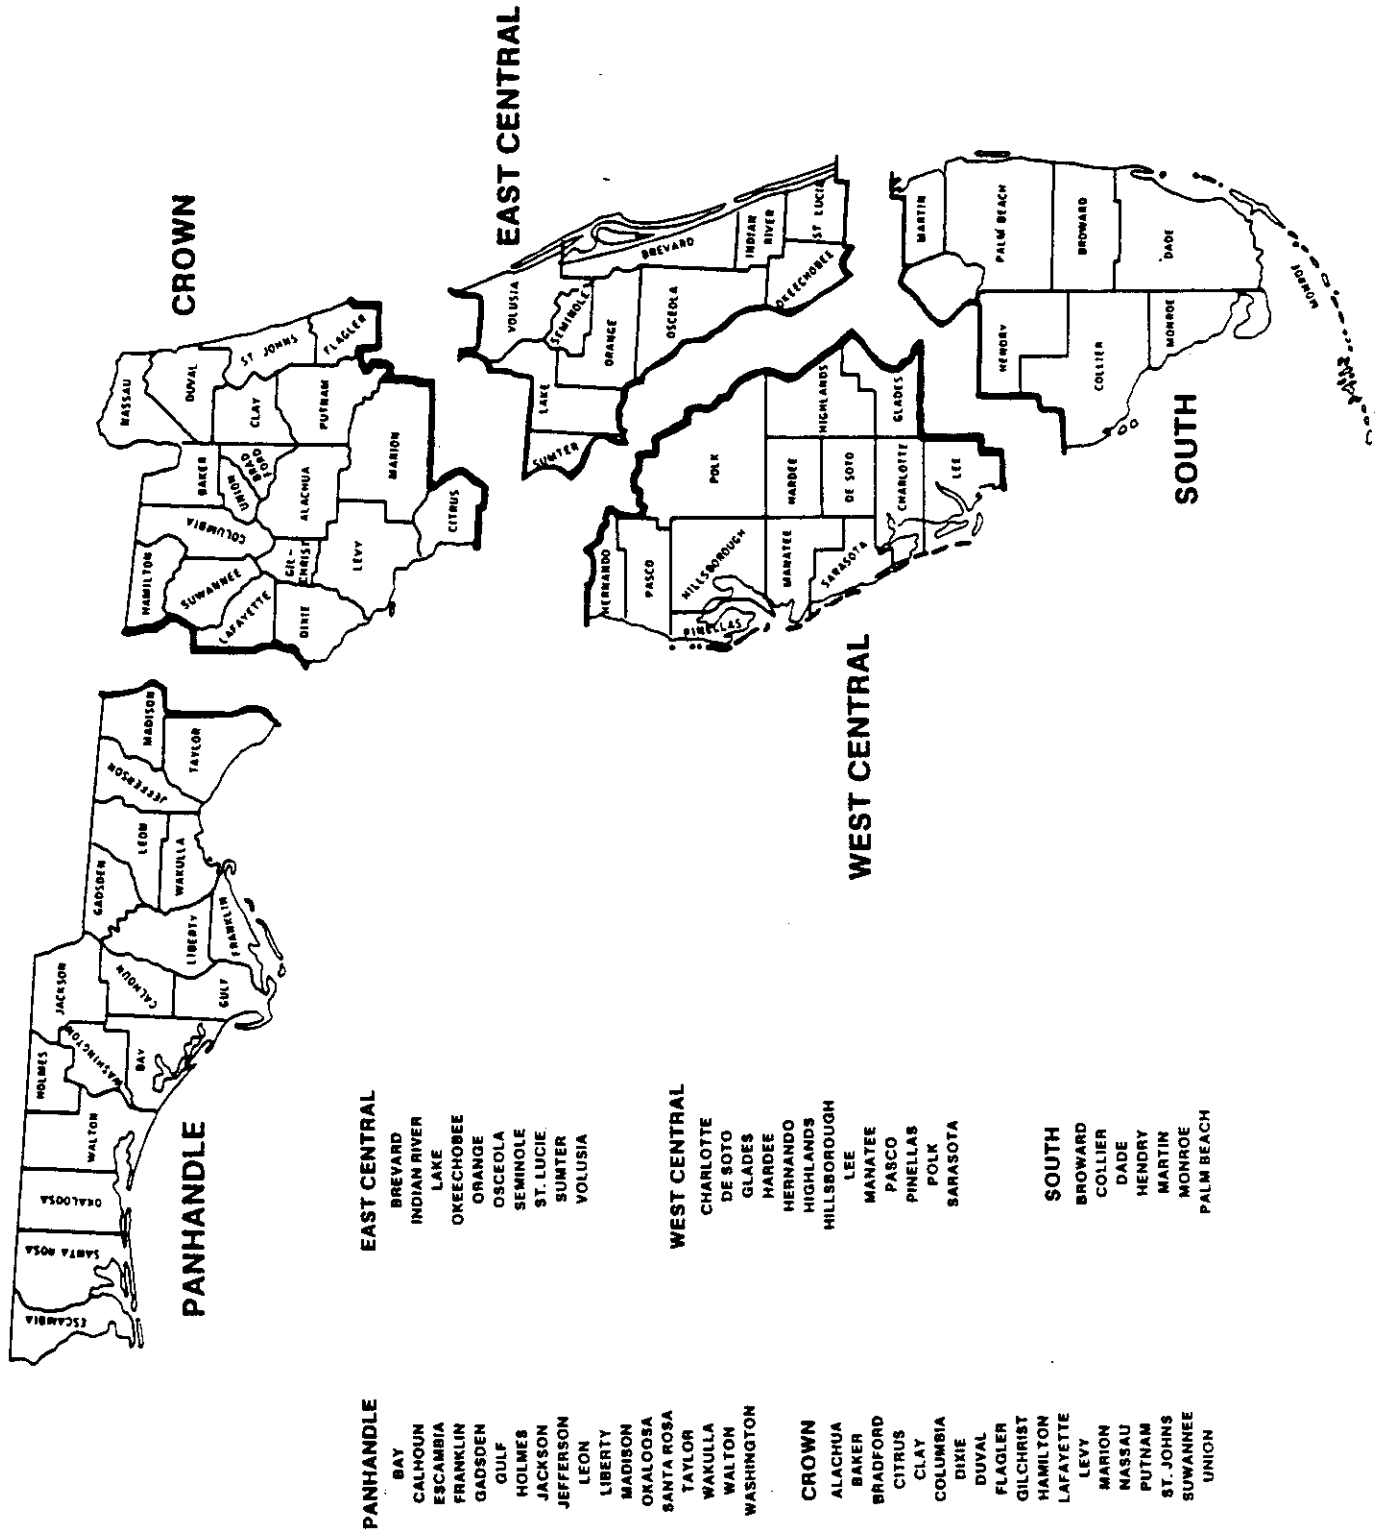 PANHANDLE
ESCAMBIA
SANTA ROSA
OKALOOSA
WALTON
HOLMES
WASHINGTON
BAY
JACKSON
CALHOUN
GULF
LIBERTY
FRANKLIN
GADSDEN
LEON
WAKULLA
JEFFERSON
MADISON
TAYLOR
CROWN
HAMILTON
SUWANNEE
LAFAYETTE
DIXIE
COLUMBIA
GIL-
CHRIST
LEVY
BAKER
UNION
BRAD
FORD
ALACHUA
NASSAU
DUVAL
CLAY
ST JOHNS
PUTNAM
FLAGLER
MARION
CITRUS
EAST CENTRAL
VOLUSIA
SEMINOLE
LAKE
SUMTER
ORANGE
BREVARD
OSCEOLA
INDIAN
RIVER
OKEECHOBEE
ST LUCIE
WEST CENTRAL
HERNANDO
PASCO
PINELLAS
HILLSBOROUGH
POLK
MANATEE
HARDEE
HIGHLANDS
SARASOTA
DE SOTO
CHARLOTTE
GLADES
LEE
SOUTH
MARTIN
PALM BEACH
HENDRY
BROWARD
COLLIER
DADE
MONROE
MONROE
PANHANDLE
BAY
CALHOUN
ESCAMBIA
FRANKLIN
GADSDEN
GULF
HOLMES
JACKSON
JEFFERSON
LEON
LIBERTY
MADISON
OKALOOSA
SANTA ROSA
TAYLOR
WAKULLA
WALTON
WASHINGTON
CROWN
ALACHUA
BAKER
BRADFORD
CITRUS
CLAY
COLUMBIA
DIXIE
DUVAL
FLAGLER
GILCHRIST
HAMILTON
LAFAYETTE
LEVY
MARION
NASSAU
PUTNAM
ST. JOHNS
SUWANNEE
UNION
EAST CENTRAL
BREVARD
INDIAN RIVER
LAKE
OKEECHOBEE
ORANGE
OSCEOLA
SEMINOLE
ST. LUCIE
SUMTER
VOLUSIA
WEST CENTRAL
CHARLOTTE
DE SOTO
GLADES
HARDEE
HERNANDO
HIGHLANDS
HILLSBOROUGH
LEE
MANATEE
PASCO
PINELLAS
POLK
SARASOTA
SOUTH
BROWARD
COLLIER
DADE
HENDRY
MARTIN
MONROE
PALM BEACH